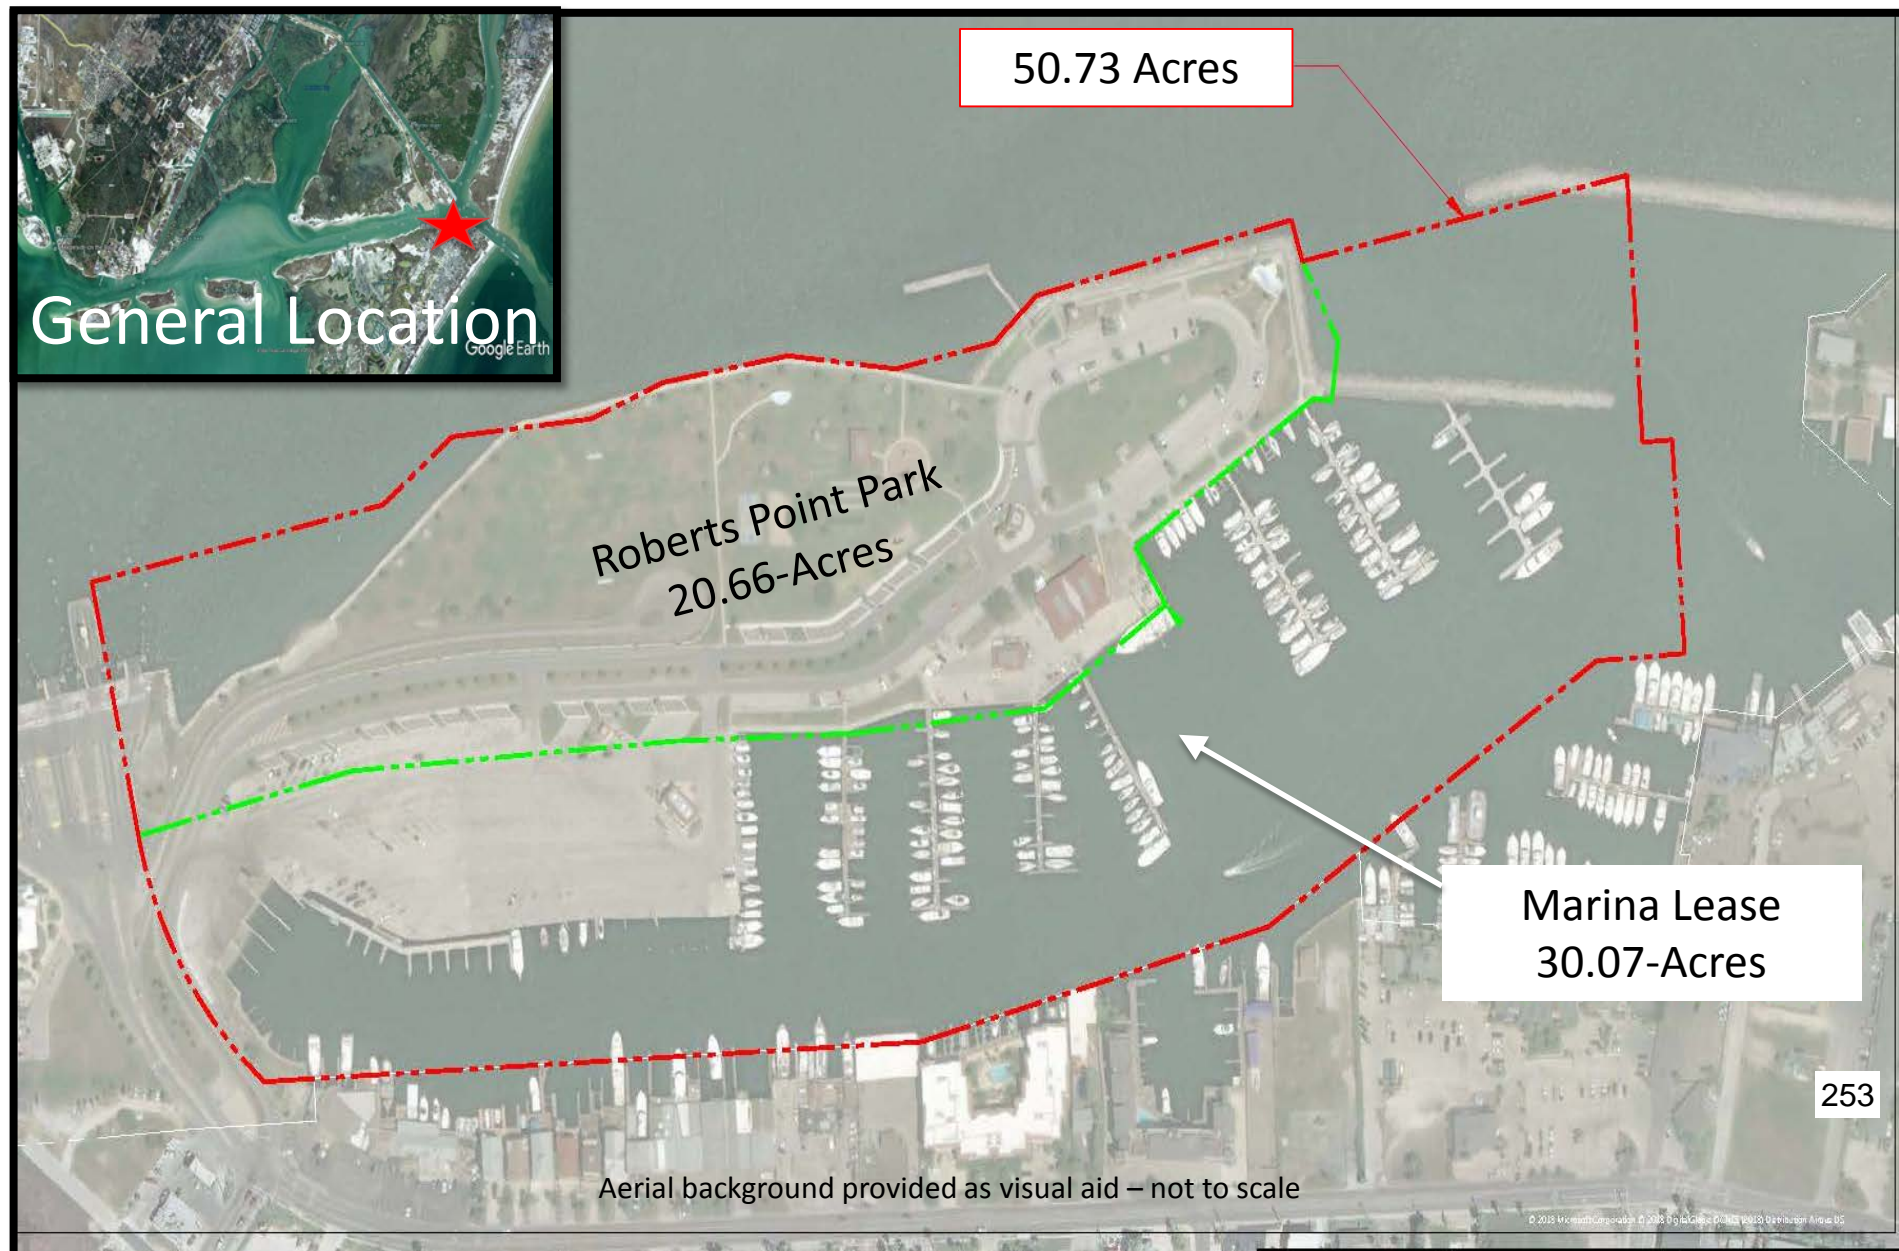 General Location
Google Earth
50.73 Acres
Roberts Point Park
20.66-Acres
Marina Lease
30.07-Acres
253
Aerial background provided as visual aid – not to scale